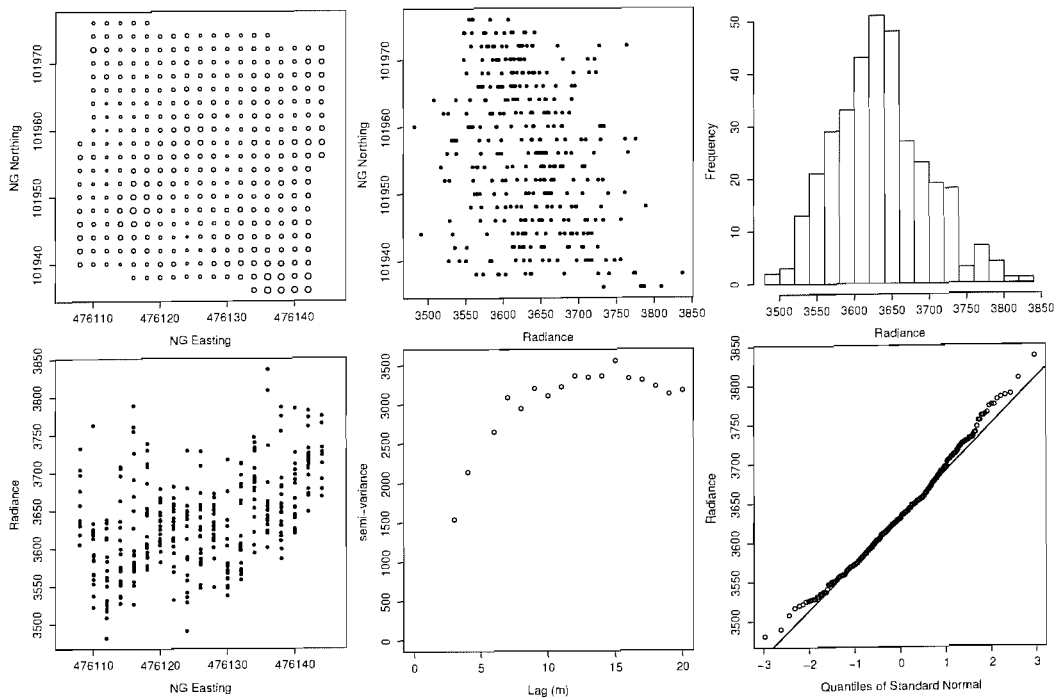 101970
101960
101950
101940
NG Northing
476110 476120 476130 476140
NG Easting
101970
101960
101950
101940
NG Northing
3500 3550 3600 3650 3700 3750 3800 3850
Radiance
50
40
30
20
10
0
Frequency
3500 3550 3600 3650 3700 3750 3800 3850
Radiance
3850
3800
3750
3700
3650
3600
3550
3500
Radiance
476110 476120 476130 476140
NG Easting
3500
3000
2500
2000
1500
1000
500
0
semi-variance
0 5 10 15 20
Lag (m)
3850
3800
3700
3650
3550
3500
Radiance
-3 -2 -1 0 1 2 3
Quantiles of Standard Normal